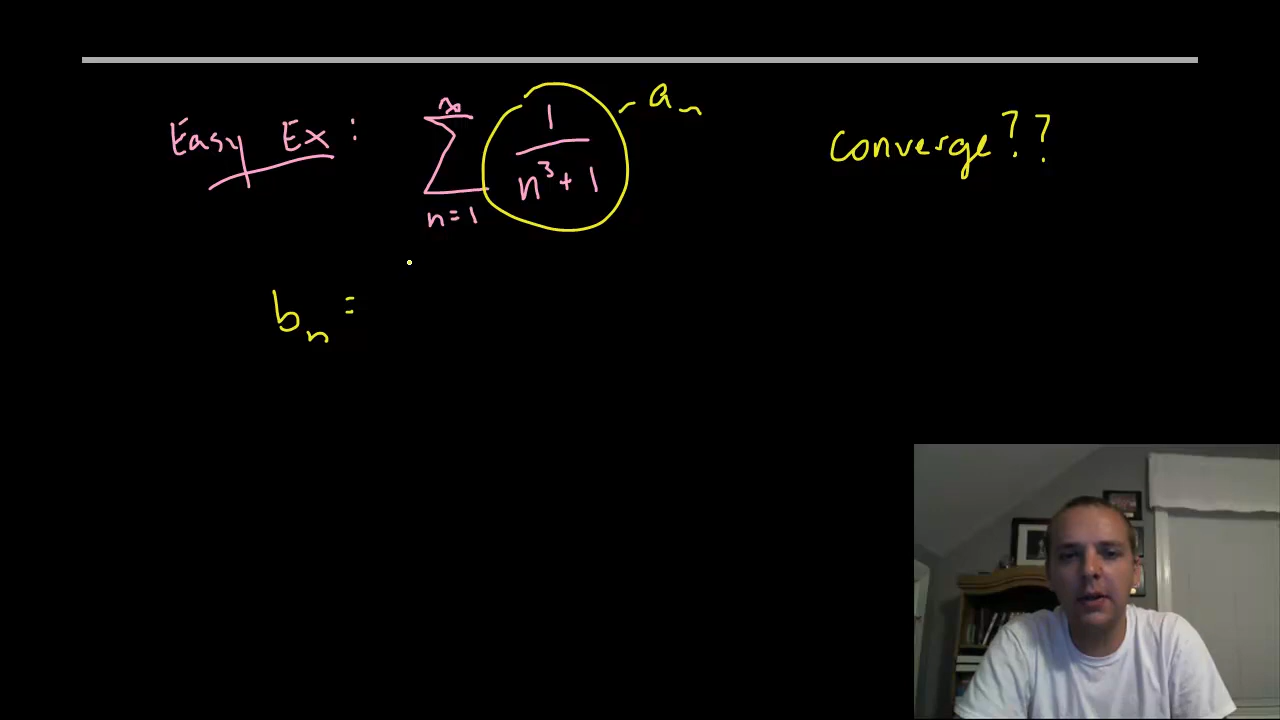 Easy Ex: ∞ ∑ n=1 1/(n³+1) - aₙ converge??
bₙ =